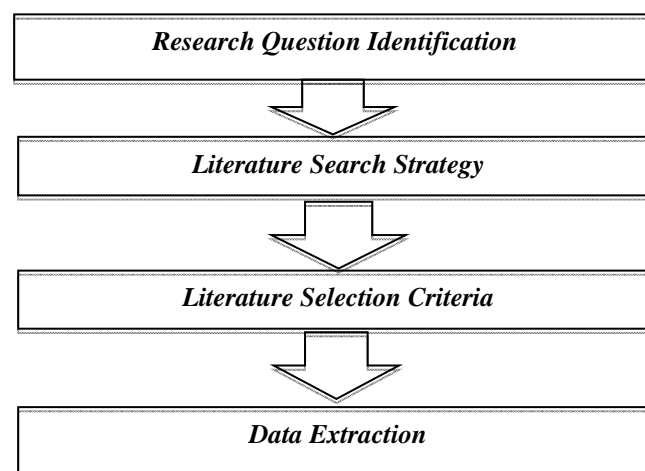 Research Question Identification
Literature Search Strategy
Literature Selection Criteria
Data Extraction